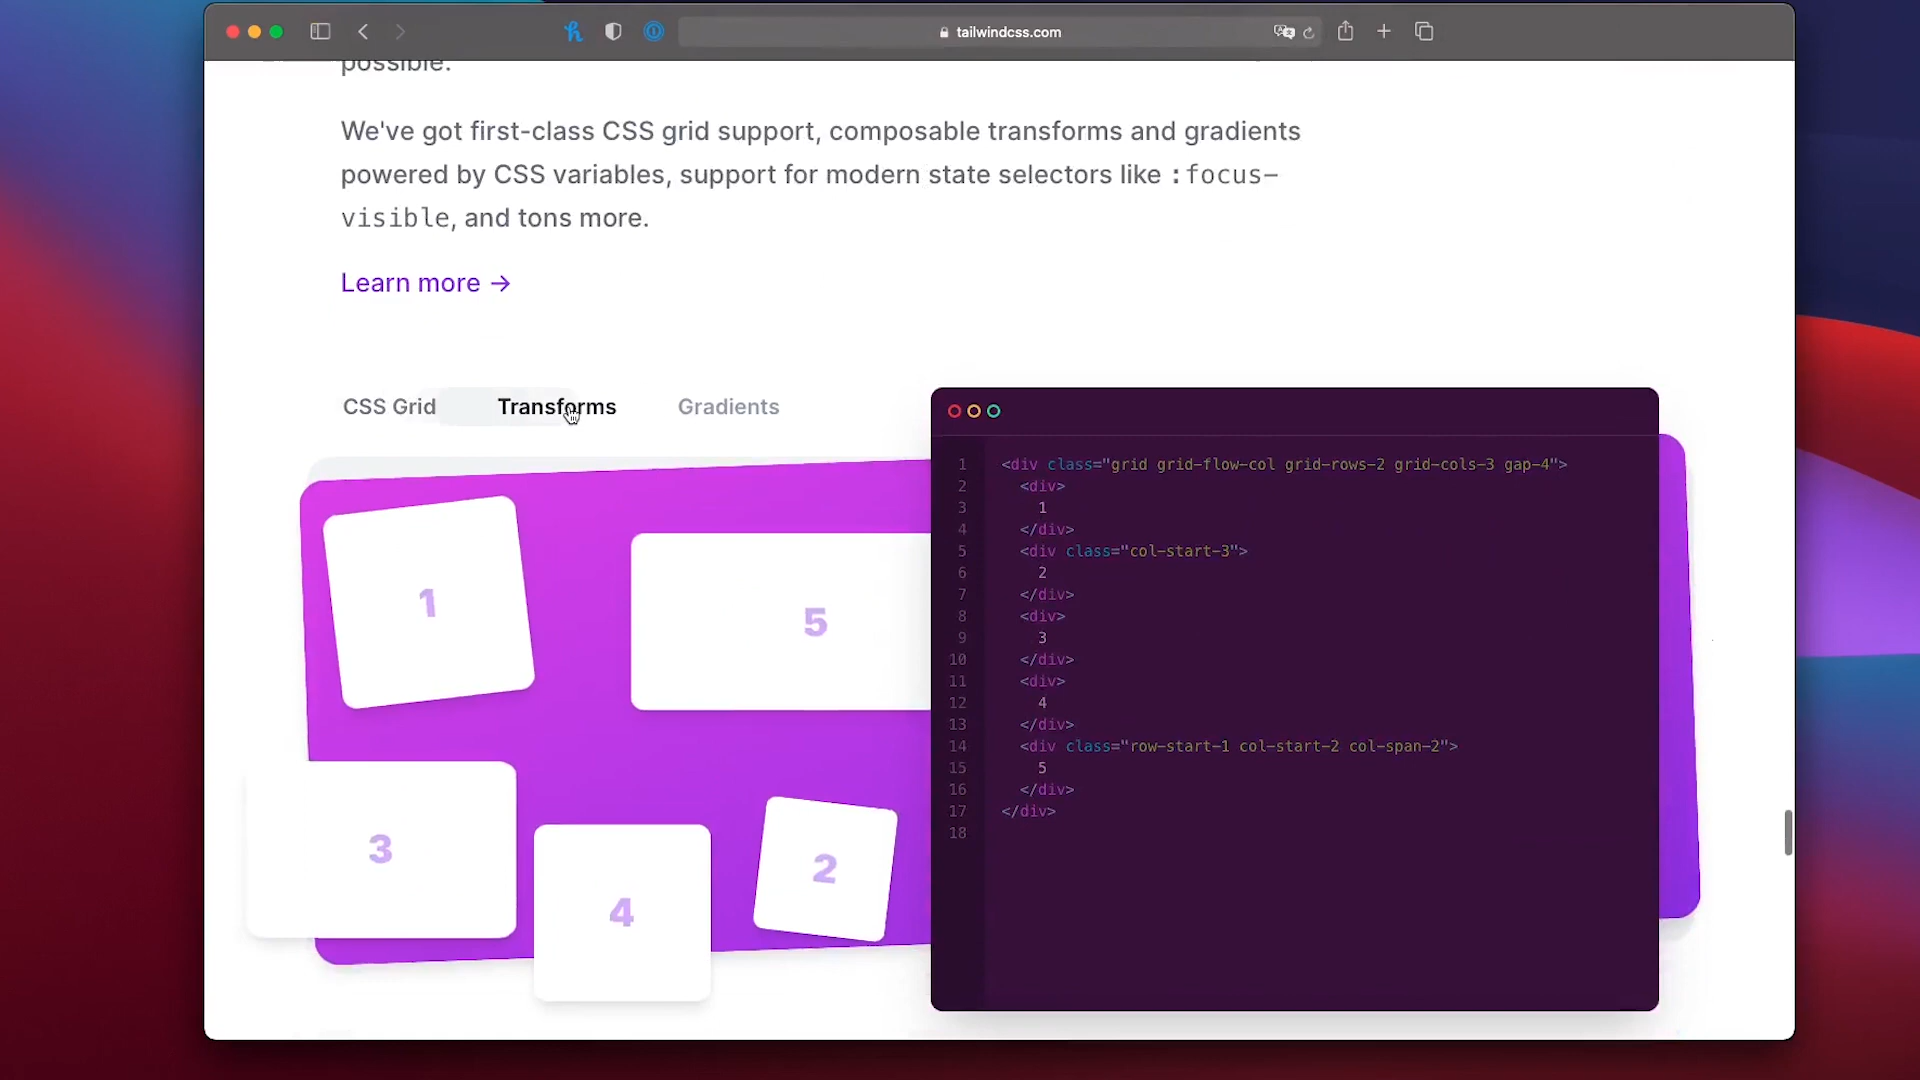 tailwindcss.com
possible.
We've got first-class CSS grid support, composable transforms and gradients
powered by CSS variables, support for modern state selectors like :focus-
visible, and tons more.
Learn more →
CSS Grid
Transforms
Gradients
1
5
3
4
2
1 <div class="grid grid-flow-col grid-rows-2 grid-cols-3 gap-4">
2 <div>
3 1
4 </div>
5 <div class="col-start-3">
6 2
7 </div>
8 <div>
9 3
10 </div>
11 <div>
12 4
13 </div>
14 <div class="row-start-1 col-start-2 col-span-2">
15 5
16 </div>
17 </div>
18